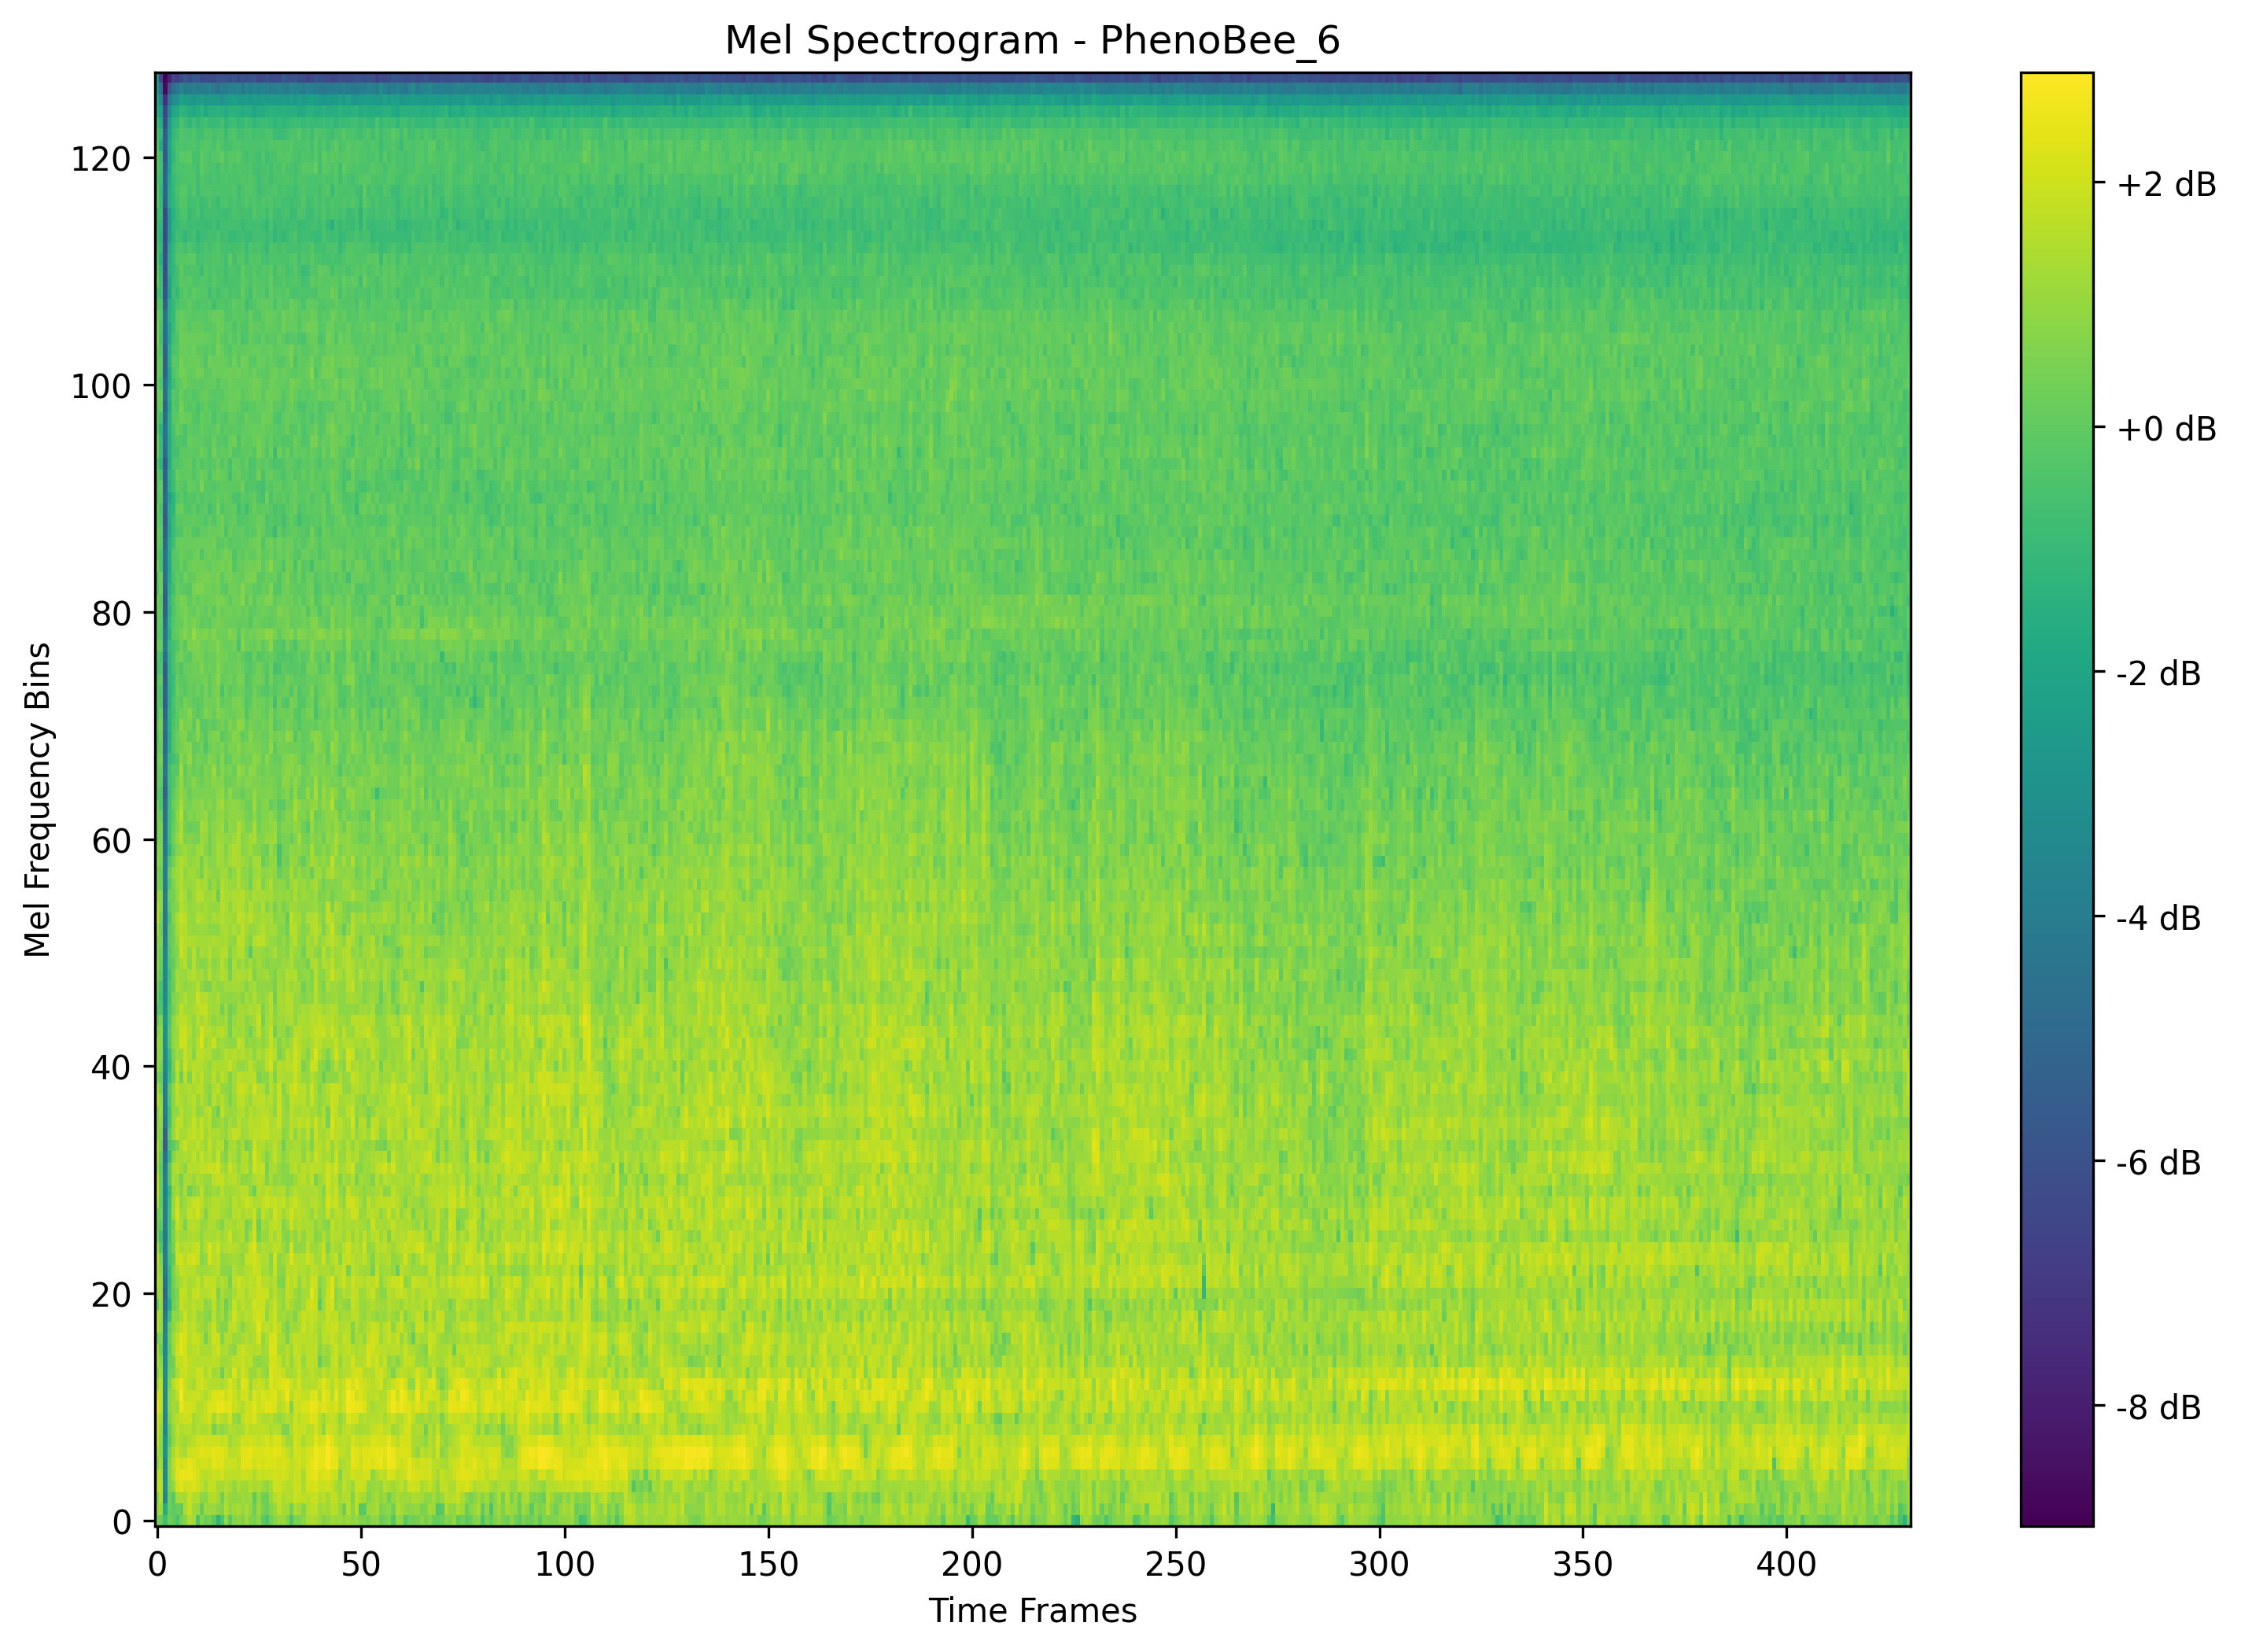 Mel Spectrogram - PhenoBee_6
Mel Frequency Bins
120
100
80
60
40
20
0
0 50 100 150 200 250 300 350 400
Time Frames
+2 dB
+0 dB
-2 dB
-4 dB
-6 dB
-8 dB